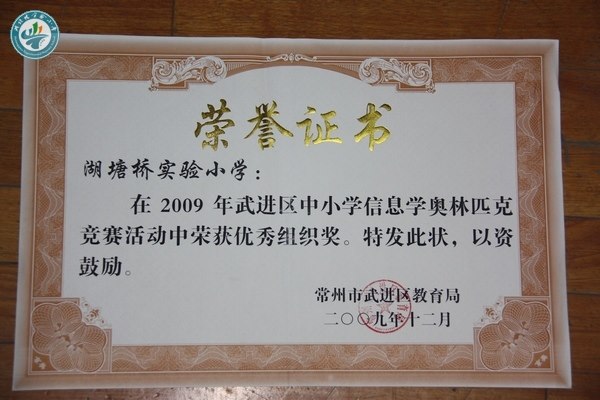 荣誉证书
湖塘桥实验小学：
在 2009 年武进区中小学信息学奥林匹克
竞赛活动中荣获优秀组织奖。特发此状，以资
鼓励。
常州市武进区教育局
二〇〇九年十二月